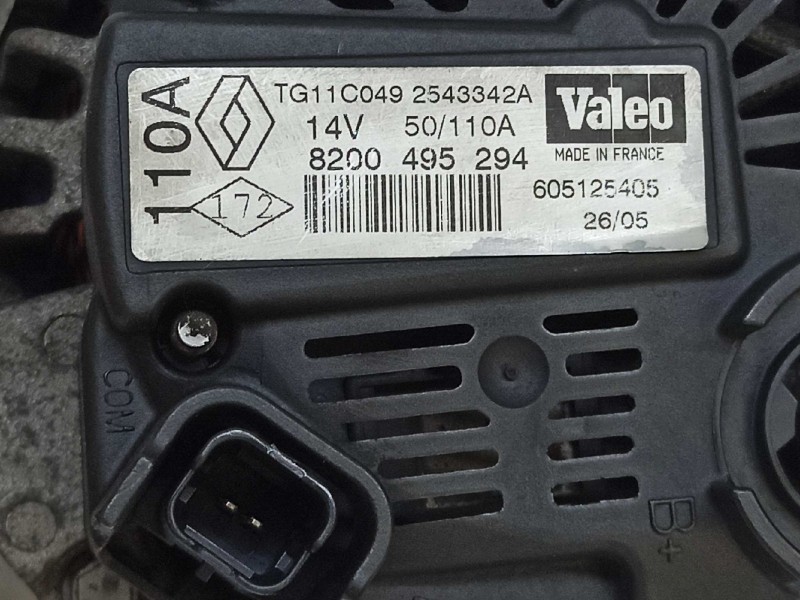 110A
TG11C049 2543342A
14V 50/110A
8200 495 294
172
Valeo
MADE IN FRANCE
605125405
26/05
COM
B+